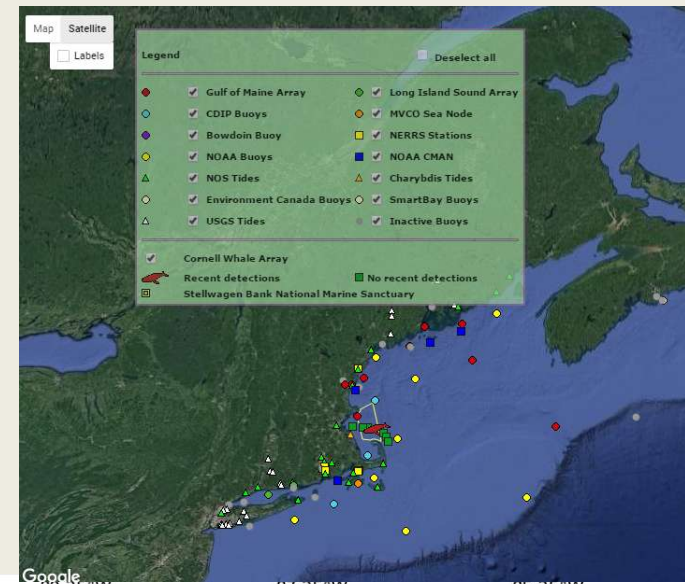 Map Satellite
Labels
Legend Deselect all
Gulf of Maine Array Long Island Sound Array
CDIP Buoys MVCO Sea Node
Bowdoin Buoy NERRS Stations
NOAA Buoys NOAA CMAN
NOS Tides Charybdis Tides
Environment Canada Buoys SmartBay Buoys
USGS Tides Inactive Buoys
Cornell Whale Array
Recent detections No recent detections
Stellwagen Bank National Marine Sanctuary
Google